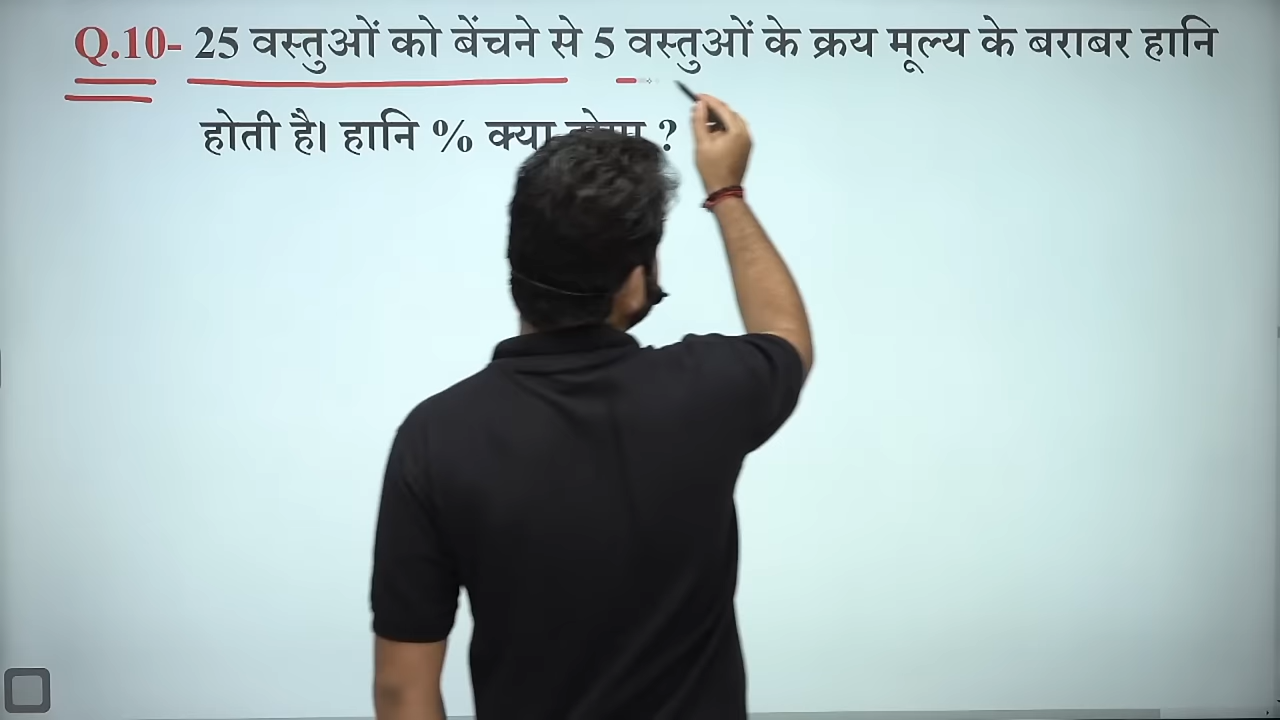 Q.10- 25 वस्तुओं को बेंचने से 5 वस्तुओं के क्रय मूल्य के बराबर हानि
होती है। हानि % क्या ?